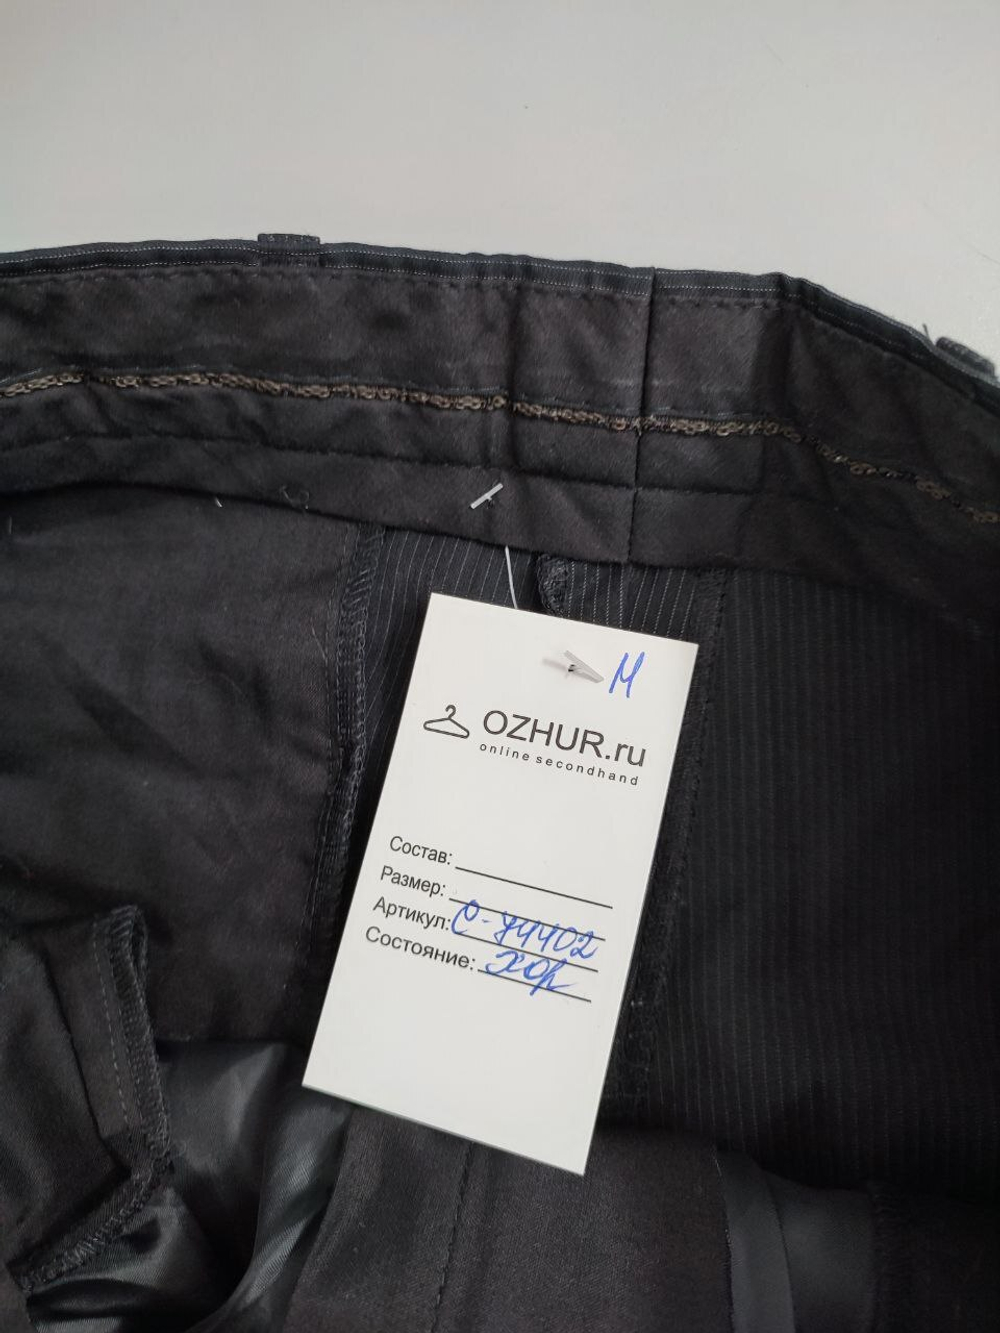 М
OZHUR.ru
online secondhand
Состав:
Размер:
Артикул: С-74402
Состояние: хор